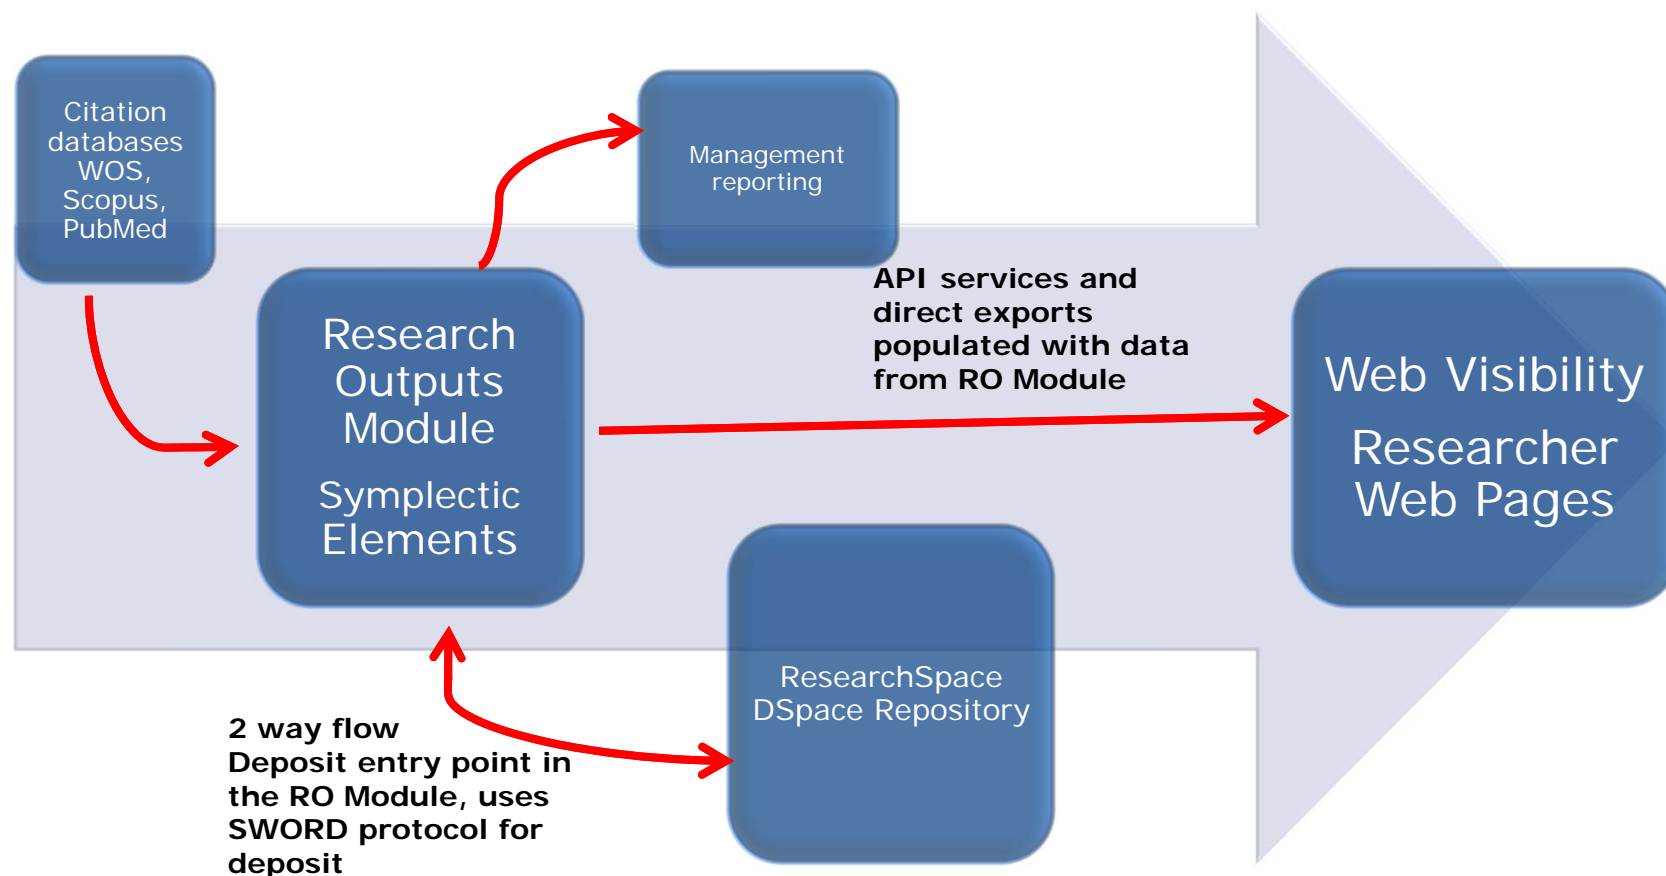 Citation
databases
WOS,
Scopus,
PubMed
Management
reporting
Research
Outputs
Module
Symplectic
Elements
API services and
direct exports
populated with data
from RO Module
Web Visibility
Researcher
Web Pages
ResearchSpace
DSpace Repository
2 way flow
Deposit entry point in
the RO Module, uses
SWORD protocol for
deposit